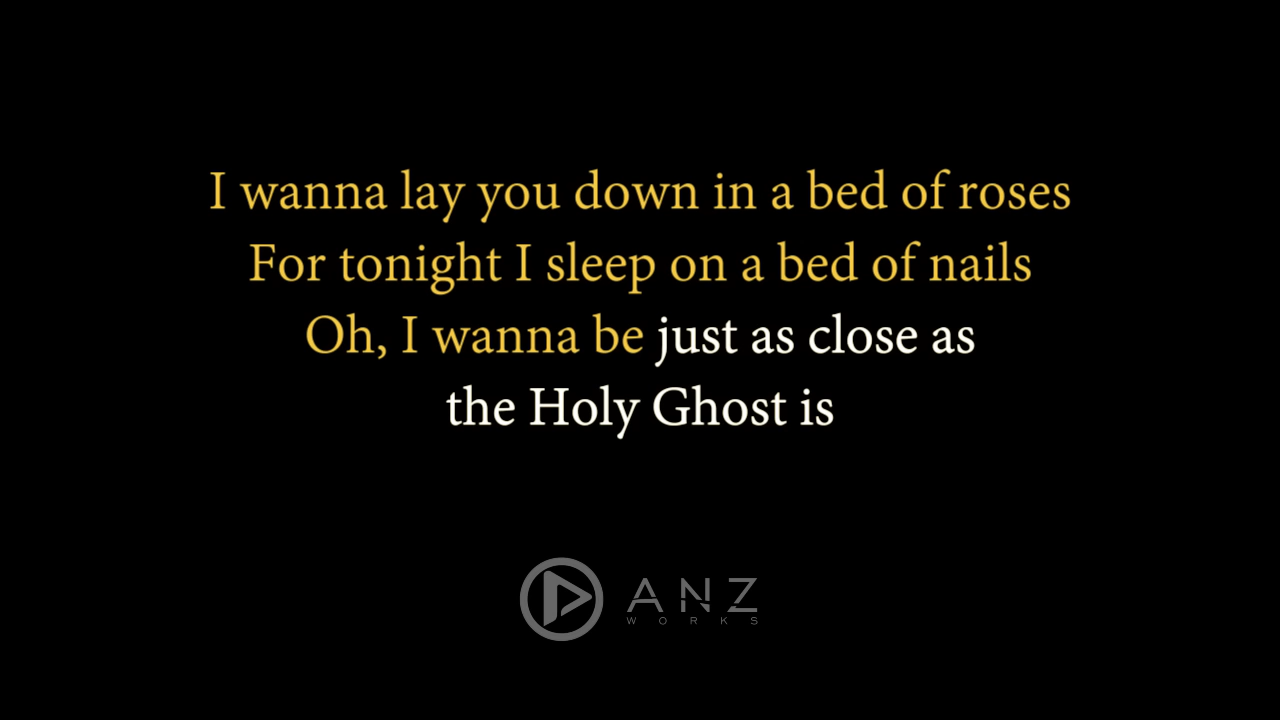 I wanna lay you down in a bed of roses
For tonight I sleep on a bed of nails
Oh, I wanna be just as close as
the Holy Ghost is
ANZ
WORKS